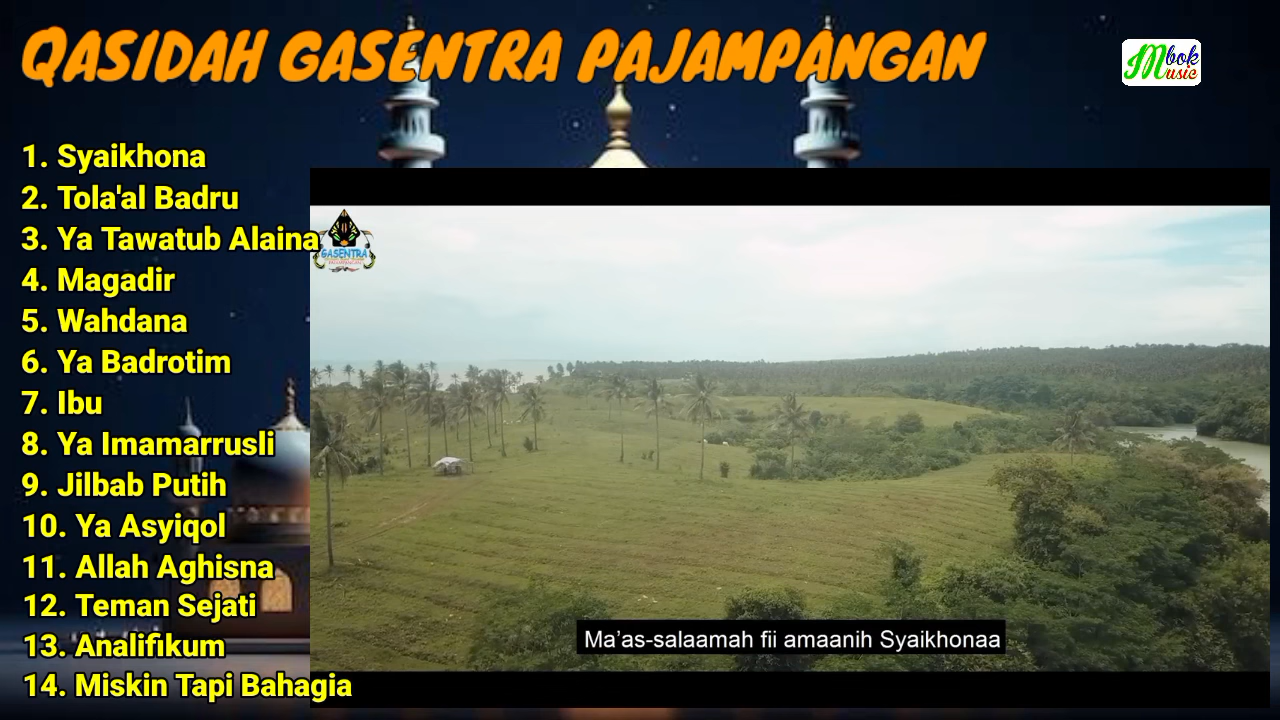 QASIDAH GASENTRA PAJAMPANGAN
Mbok
Music
1. Syaikhona
2. Tola'al Badru
3. Ya Tawatub Alaina
4. Magadir
5. Wahdana
6. Ya Badrotim
7. Ibu
8. Ya Imamarrusli
9. Jilbab Putih
10. Ya Asyiqol
11. Allah Aghisna
12. Teman Sejati
13. Analifikum
14. Miskin Tapi Bahagia
GASENTRA
Ma’as-salaamah fii amaanih Syaikhonaa